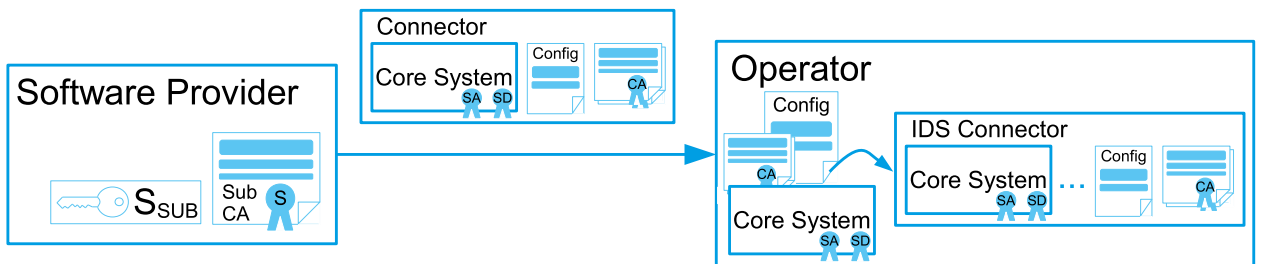 Software Provider
S_SUB
Sub
CA
S
Connector
Core System
SA SD
Config
CA
Operator
Config
CA
Core System
SA SD
IDS Connector
Core System
SA SD
...
Config
CA